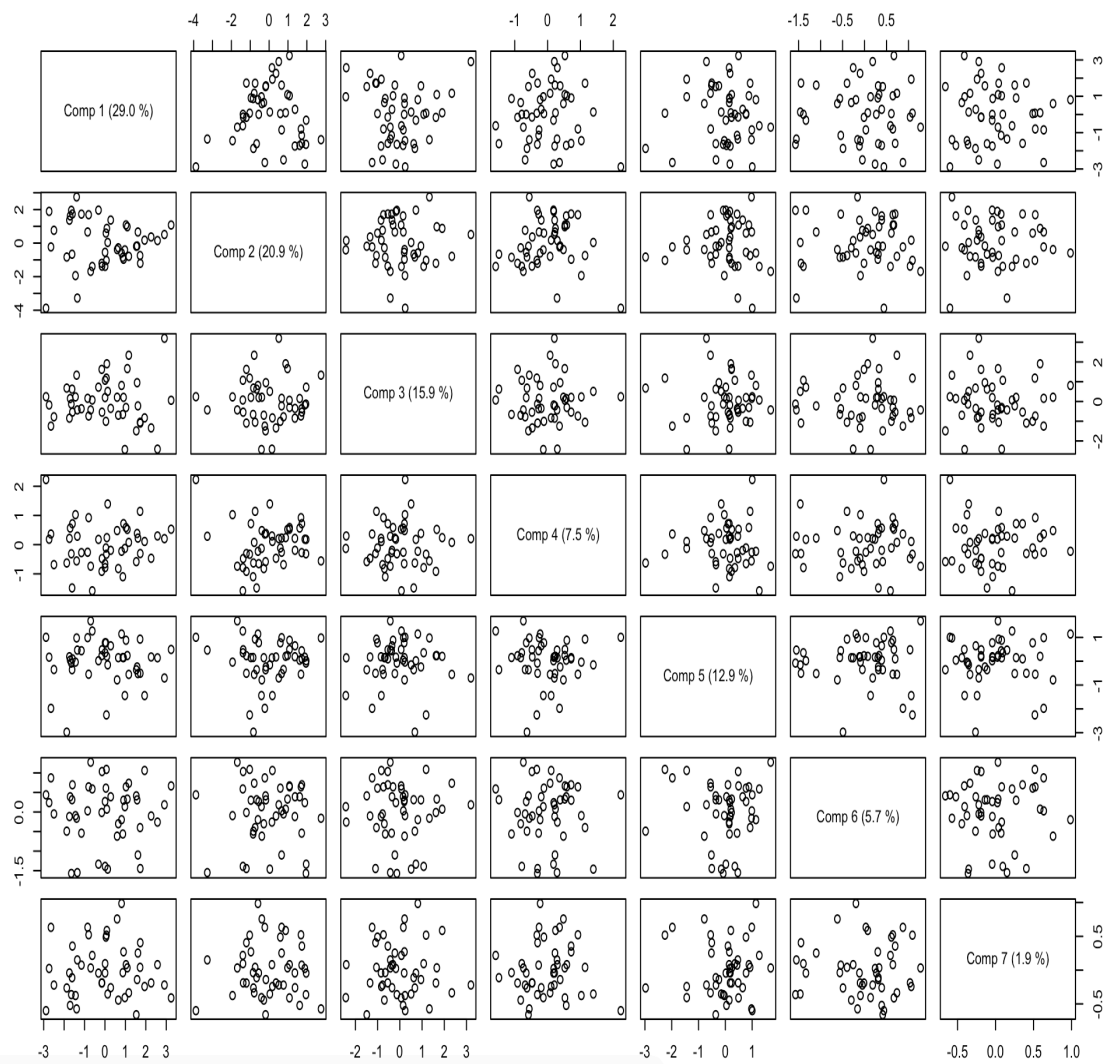 -4 -2 0 1 2 3 -1 0 1 2 -1.5 -0.5 0.5
Comp 1 (29.0 %) -3 -1 1 3
-4 -2 0 2 Comp 2 (20.9 %)
Comp 3 (15.9 %) -2 0 2
-1 0 1 2 Comp 4 (7.5 %)
Comp 5 (12.9 %) -3 -1 1
-1.5 0.0 Comp 6 (5.7 %)
Comp 7 (1.9 %) -0.5 0.5
-3 -1 0 1 2 3 -2 0 1 2 3 -3 -2 -1 0 1 -0.5 0.0 0.5 1.0